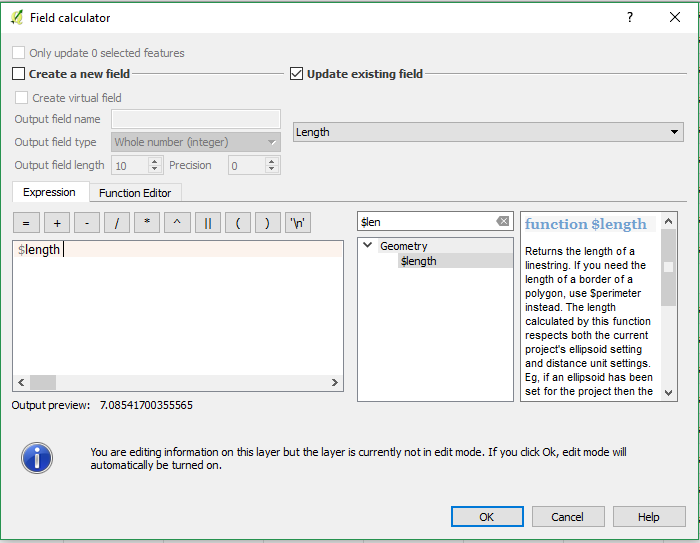 Field calculator
? ×
Only update 0 selected features
Create a new field
Update existing field
Create virtual field
Output field name
Output field type Whole number (integer)
Length
Output field length 10 Precision 0
Expression Function Editor
= + - / * ^ || ( ) '\n'
$len
function $length
$length
Geometry
$length
Returns the length of a
linestring. If you need the
length of a border of a
polygon, use $perimeter
instead. The length
calculated by this function
respects both the current
project's ellipsoid setting
and distance unit settings.
Eg, if an ellipsoid has been
set for the project then the
Output preview: 7.08541700355565
You are editing information on this layer but the layer is currently not in edit mode. If you click Ok, edit mode will
automatically be turned on.
OK Cancel Help